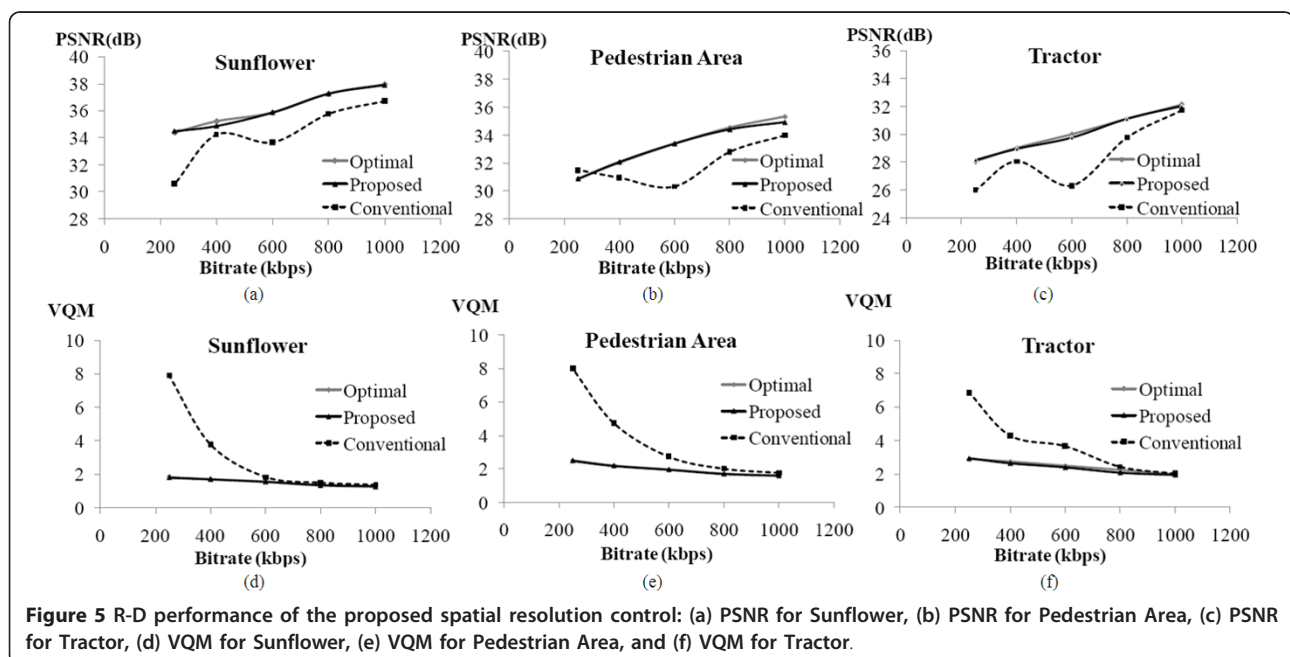 PSNR(dB)
Sunflower
40
38
36
34
32
30
28
0 200 400 600 800 1000 1200
Optimal
Proposed
Conventional
Bitrate (kbps)
(a)
PSNR(dB)
Pedestrian Area
40
38
36
34
32
30
28
0 200 400 600 800 1000 1200
Optimal
Proposed
Conventional
Bitrate (kbps)
(b)
PSNR(dB)
Tractor
36
34
32
30
28
26
24
0 200 400 600 800 1000 1200
Optimal
Proposed
Conventional
Bitrate (kbps)
(c)
VQM
Sunflower
10
8
6
4
2
0
0 200 400 600 800 1000 1200
Optimal
Proposed
Conventional
Bitrate (kbps)
(d)
VQM
Pedestrian Area
10
8
6
4
2
0
0 200 400 600 800 1000 1200
Optimal
Proposed
Conventional
Bitrate (kbps)
(e)
VQM
Tractor
10
8
6
4
2
0
0 200 400 600 800 1000 1200
Optimal
Proposed
Conventional
Bitrate (kbps)
(f)
Figure 5 R-D performance of the proposed spatial resolution control: (a) PSNR for Sunflower, (b) PSNR for Pedestrian Area, (c) PSNR
for Tractor, (d) VQM for Sunflower, (e) VQM for Pedestrian Area, and (f) VQM for Tractor.